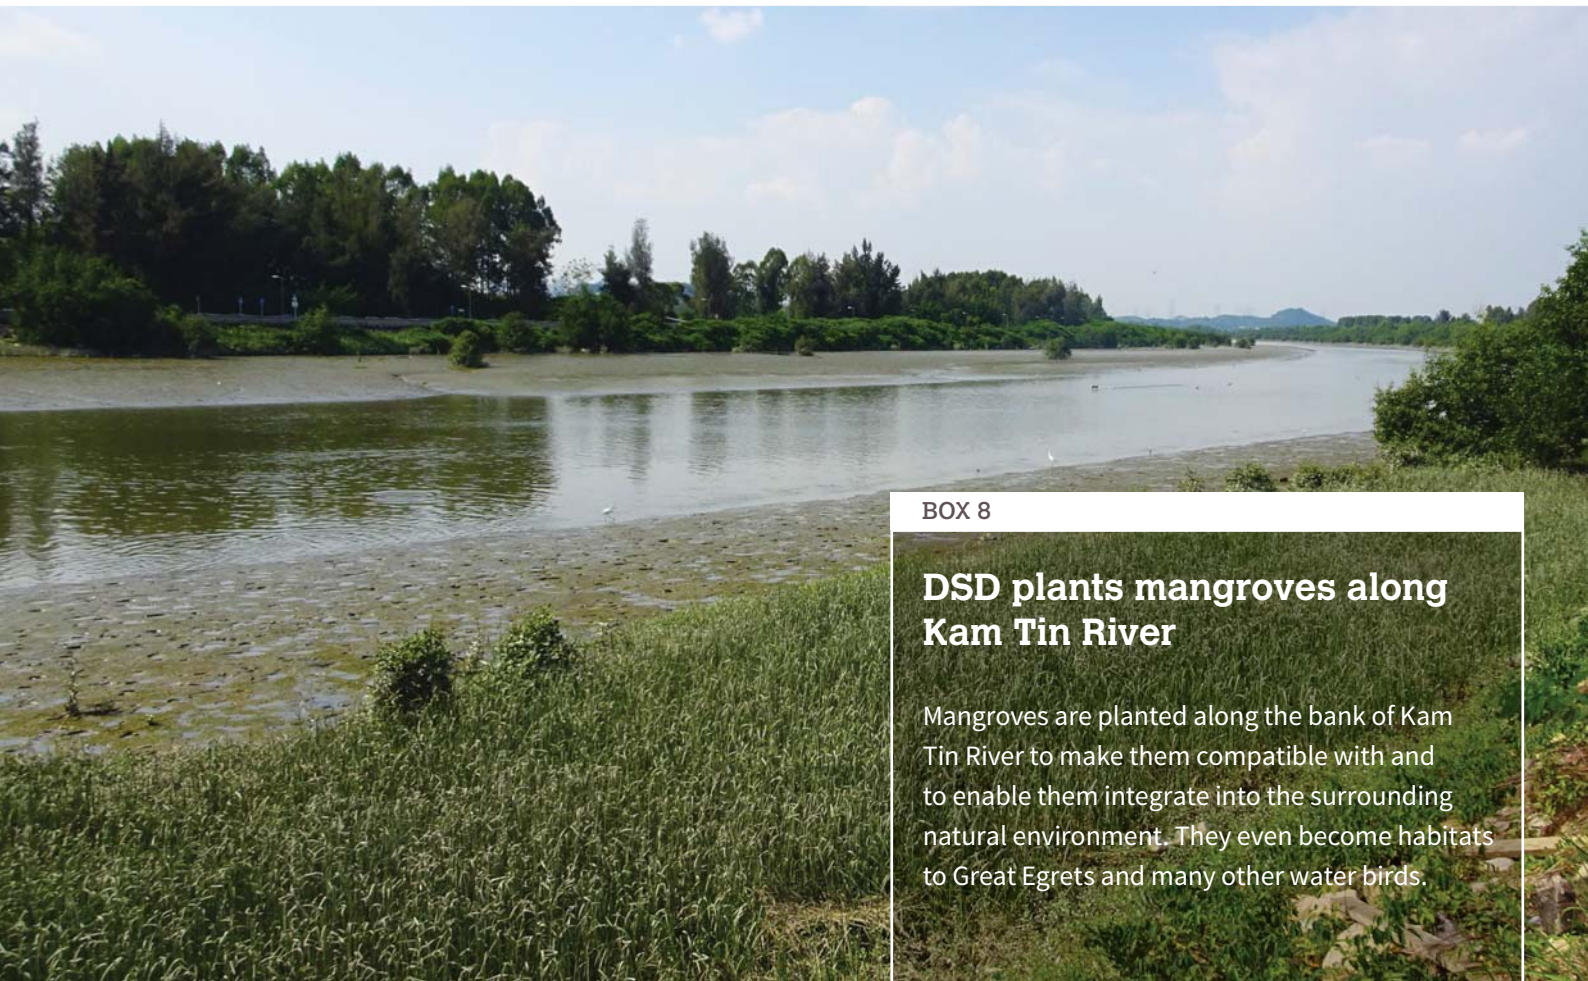 BOX 8
DSD plants mangroves along
Kam Tin River
Mangroves are planted along the bank of Kam
Tin River to make them compatible with and
to enable them integrate into the surrounding
natural environment. They even become habitats
to Great Egrets and many other water birds.